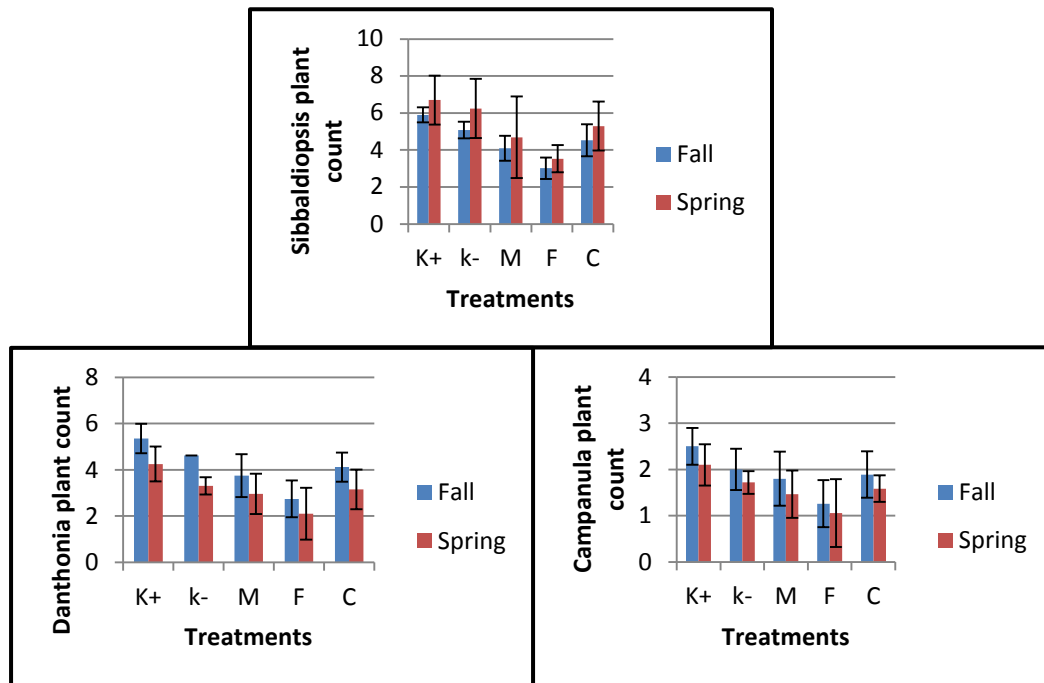 Sibbaldiopsis plant
count
10
8
6
4
2
0
K+ k- M F C
Treatments
Fall
Spring
Danthonia plant count
8
6
4
2
0
K+ k- M F C
Treatments
Fall
Spring
Campanula plant
count
4
3
2
1
0
K+ k- M F C
Treatments
Fall
Spring